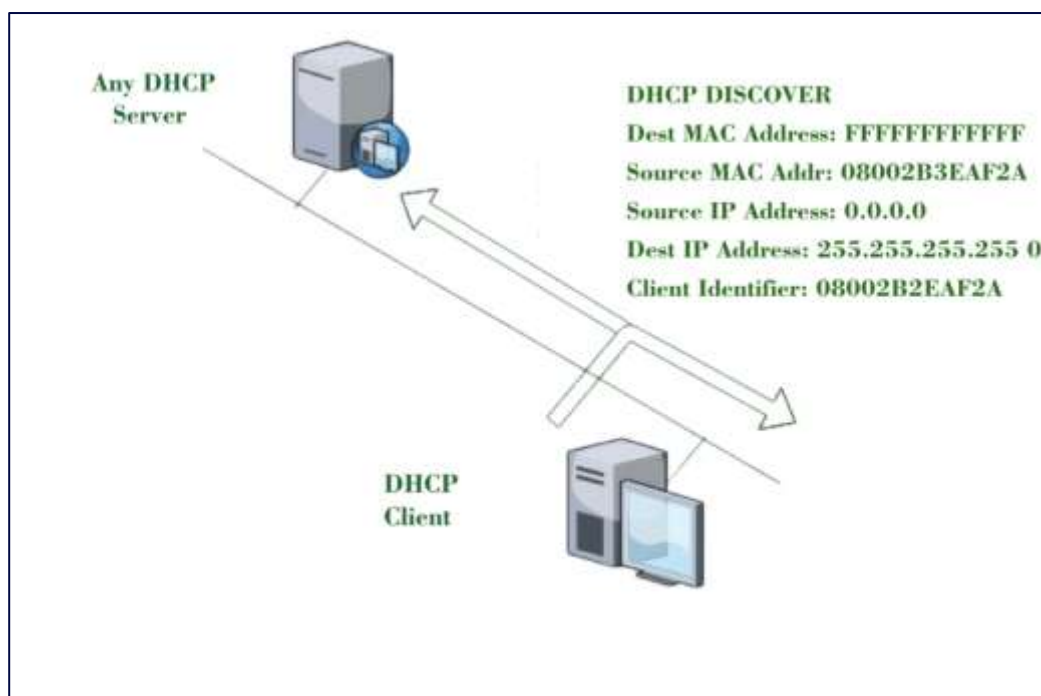 Any DHCP
Server
DHCP DISCOVER
Dest MAC Address: FFFFFFFFFFFF
Source MAC Addr: 08002B3EAF2A
Source IP Address: 0.0.0.0
Dest IP Address: 255.255.255.255 0
Client Identifier: 08002B2EAF2A
DHCP
Client